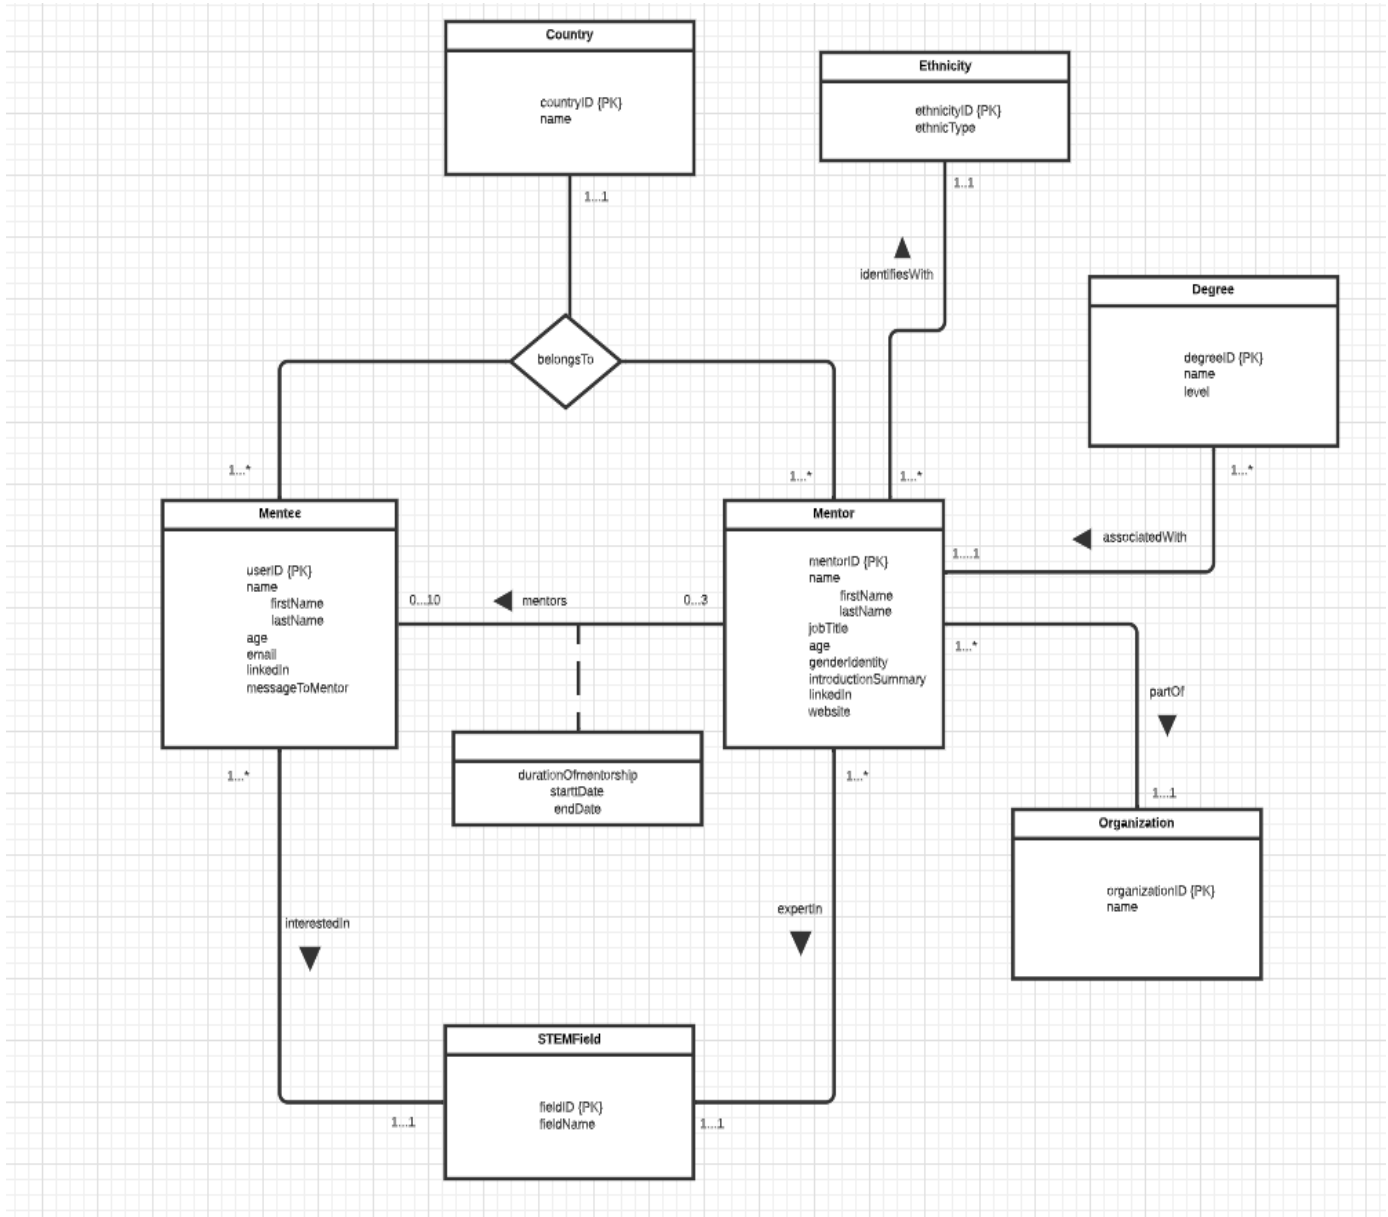 Country
countryID {PK}
name
1...1
Ethnicity
ethnicityID {PK}
ethnicType
1..1
identifiesWith
Degree
degreeID {PK}
name
level
belongsTo
1...*
1...*
1...*
1...*
Mentee
userID {PK}
name
firstName
lastName
age
email
linkedIn
messageToMentor
Mentor
mentorID {PK}
name
firstName
lastName
jobTitle
age
genderIdentity
introductionSummary
linkedIn
website
associatedWith
1....1
0...10
mentors
0...3
1...*
partOf
1...1
durationOfmentorship
starttDate
endDate
1...*
1...*
Organization
organizationID {PK}
name
interestedIn
expertIn
STEMField
fieldID {PK}
fieldName
1...1
1...1